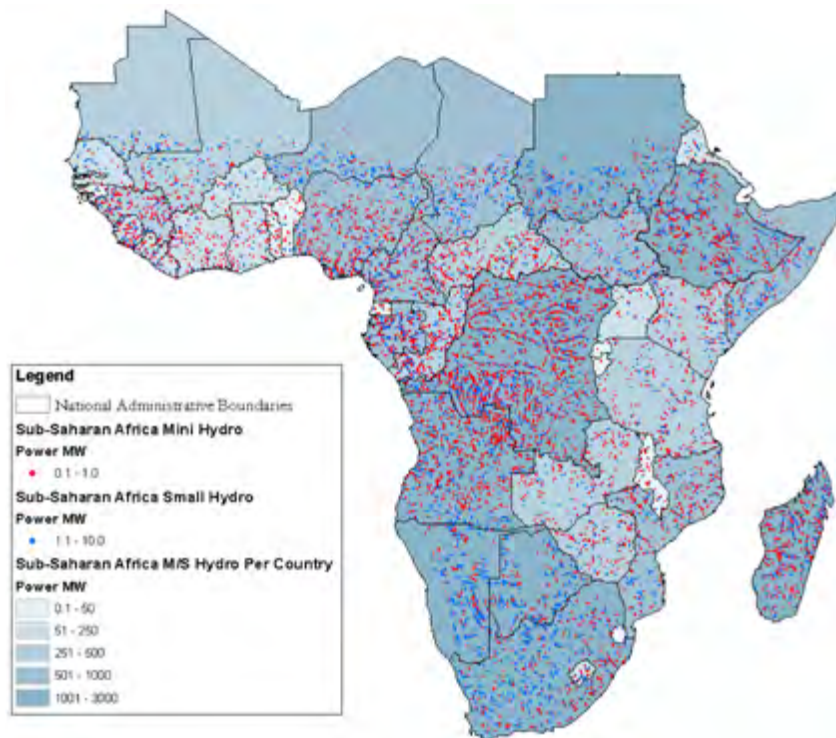 Legend
National Administrative Boundaries
Sub-Saharan Africa Mini Hydro
Power MW
0.1 - 1.0
Sub-Saharan Africa Small Hydro
Power MW
1.1 - 10.0
Sub-Saharan Africa M/S Hydro Per Country
Power MW
0.1 - 50
51 - 250
251 - 500
501 - 1000
1001 - 3000